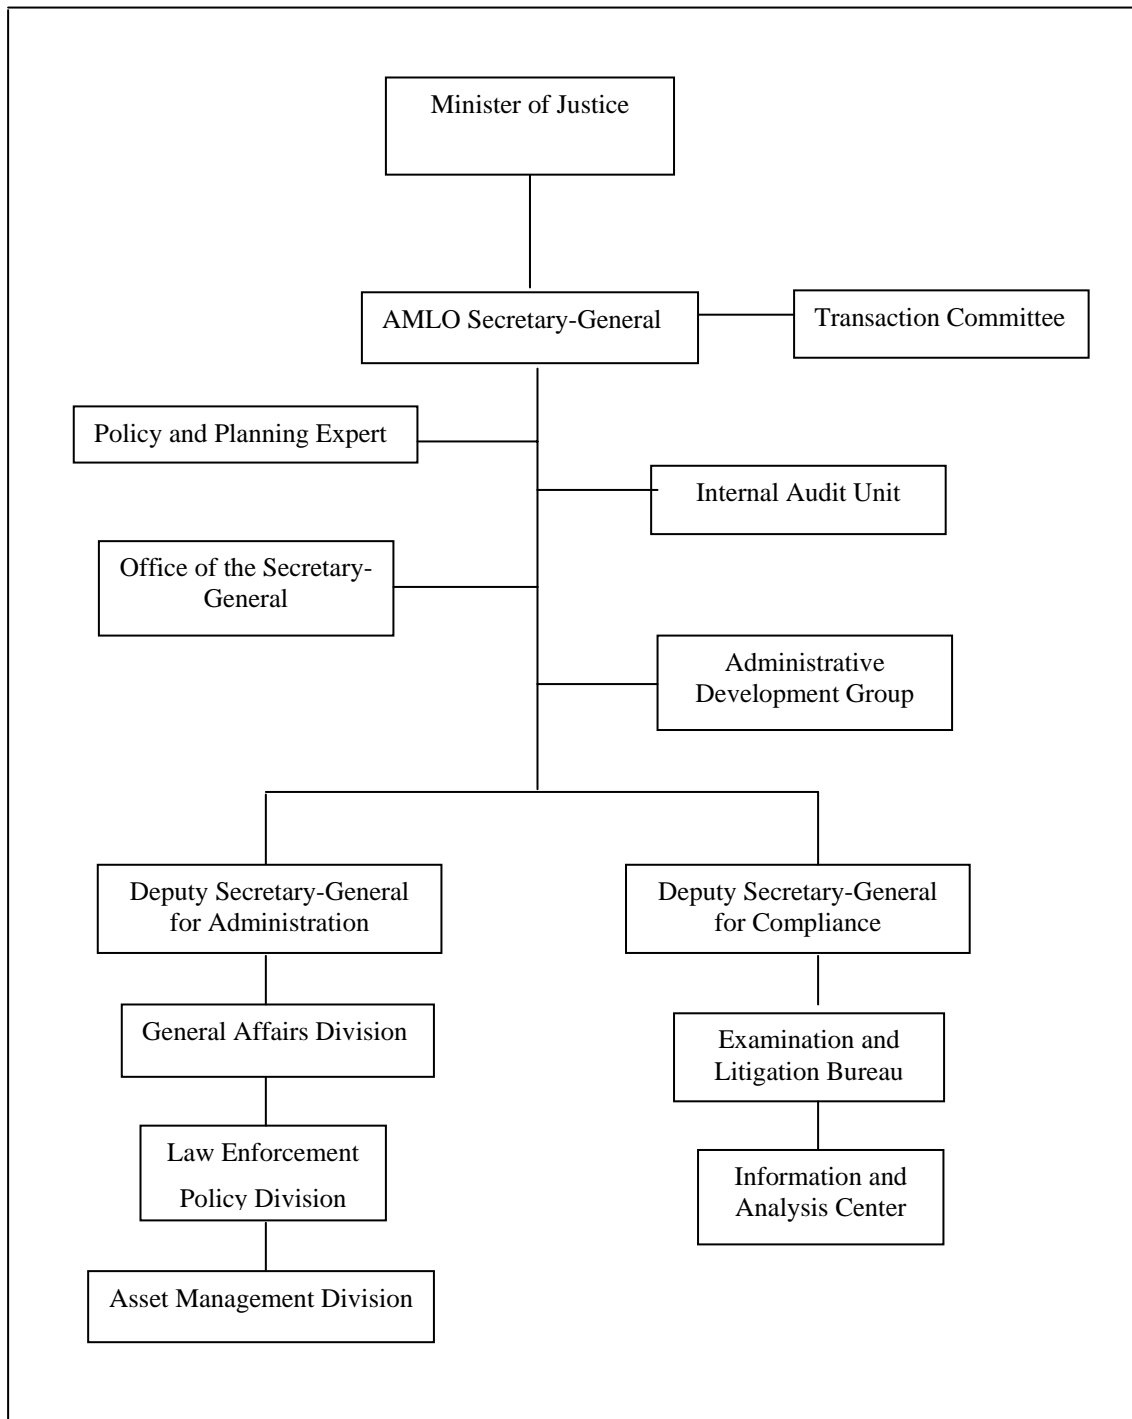 Minister of Justice
AMLO Secretary-General
Transaction Committee
Policy and Planning Expert
Internal Audit Unit
Office of the Secretary-
General
Administrative
Development Group
Deputy Secretary-General
for Administration
Deputy Secretary-General
for Compliance
General Affairs Division
Examination and
Litigation Bureau
Law Enforcement
Policy Division
Information and
Analysis Center
Asset Management Division